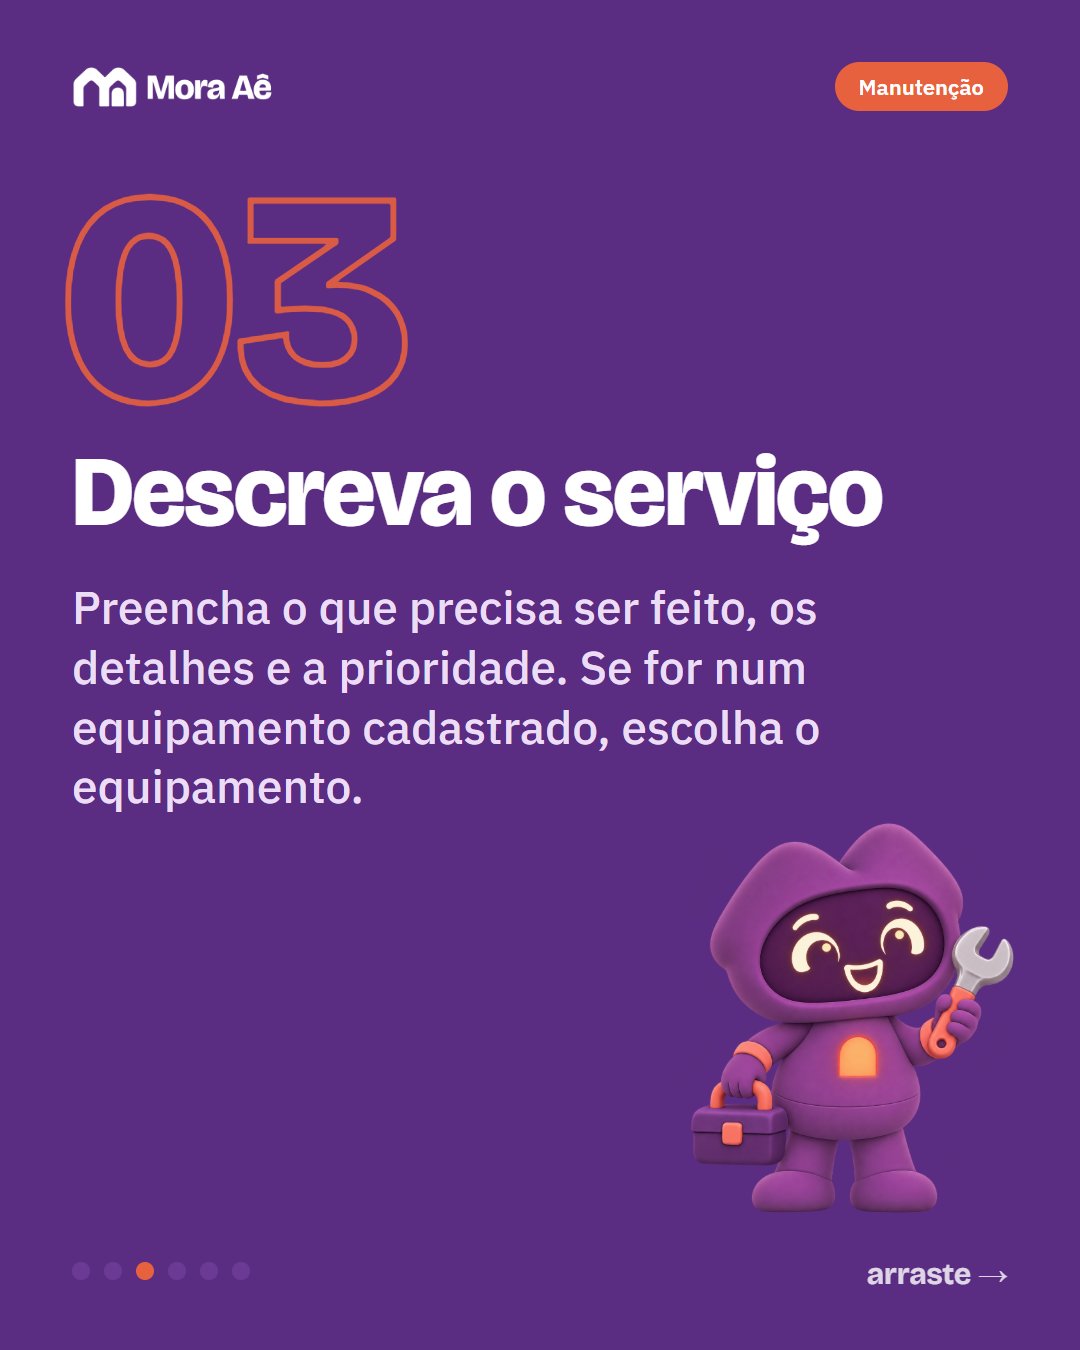 Mora Aê
Manutenção
03
Descreva o serviço
Preencha o que precisa ser feito, os
detalhes e a prioridade. Se for num
equipamento cadastrado, escolha o
equipamento.
arraste →